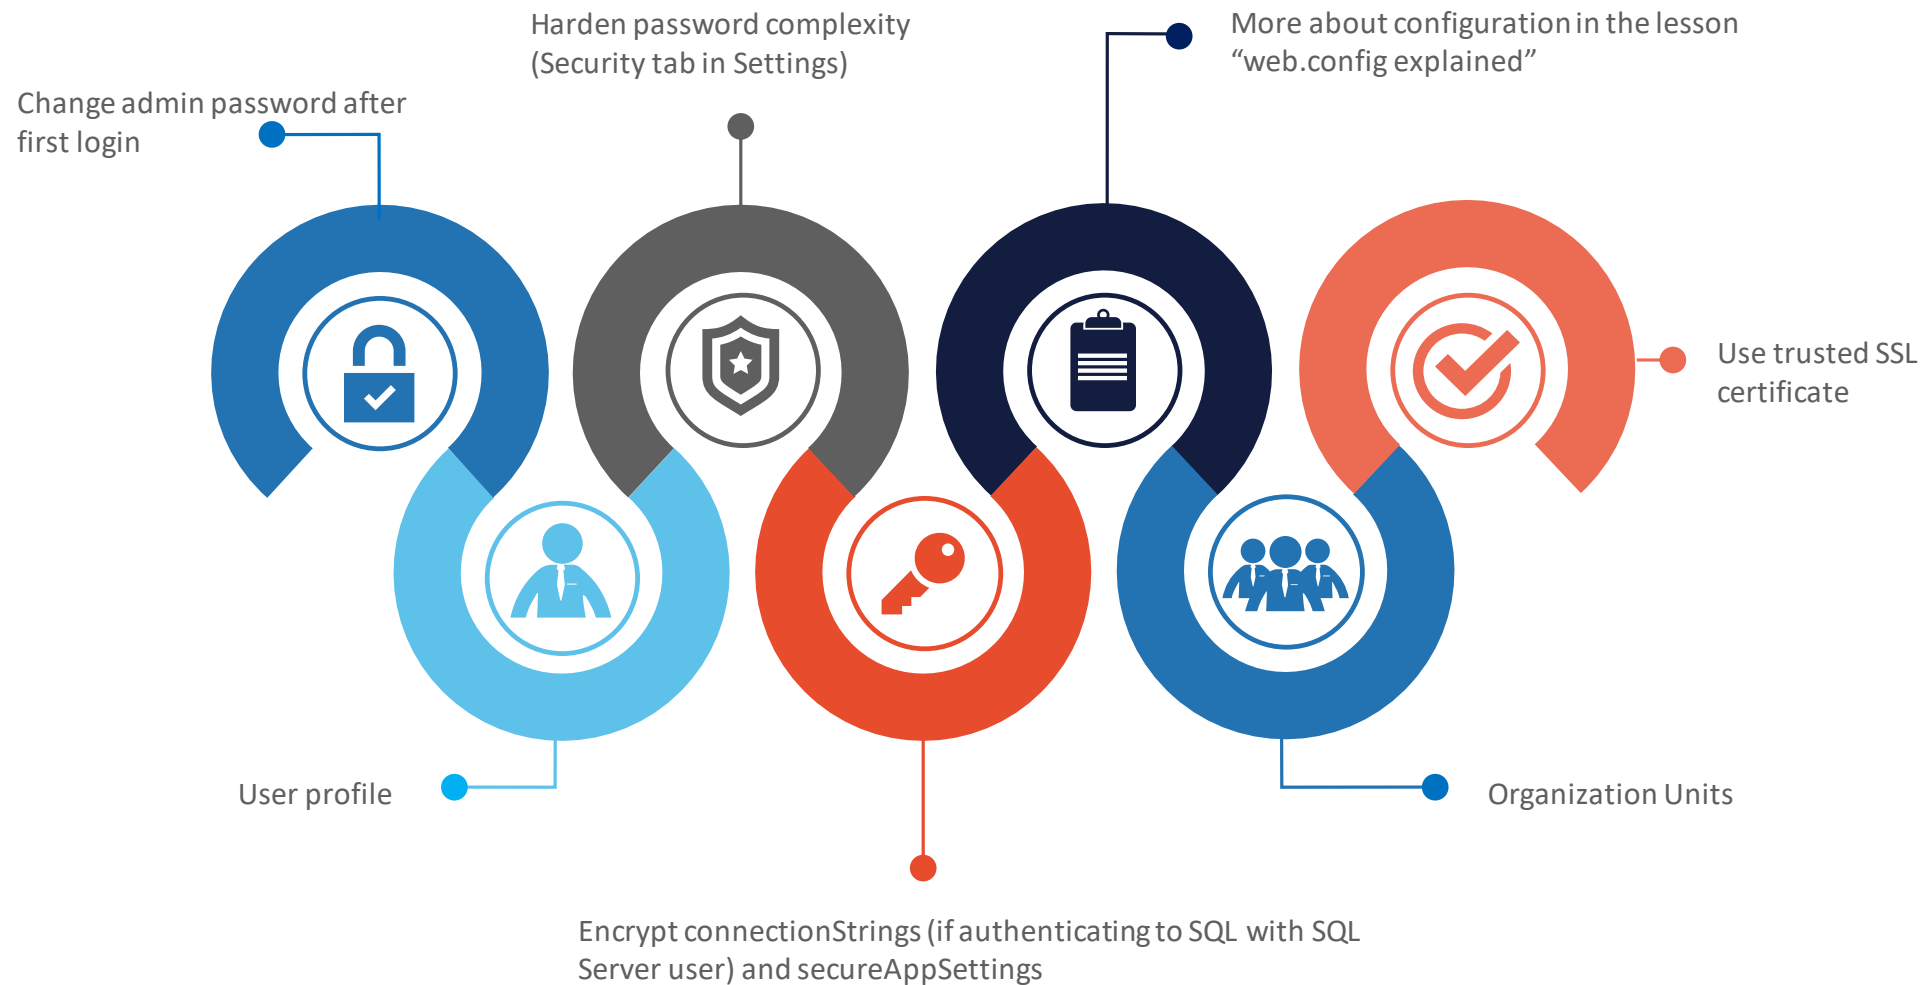 Change admin password after
first login
User profile
Harden password complexity
(Security tab in Settings)
Encrypt connectionStrings (if authenticating to SQL with SQL
Server user) and secureAppSettings
More about configuration in the lesson
“web.config explained”
Organization Units
Use trusted SSL
certificate